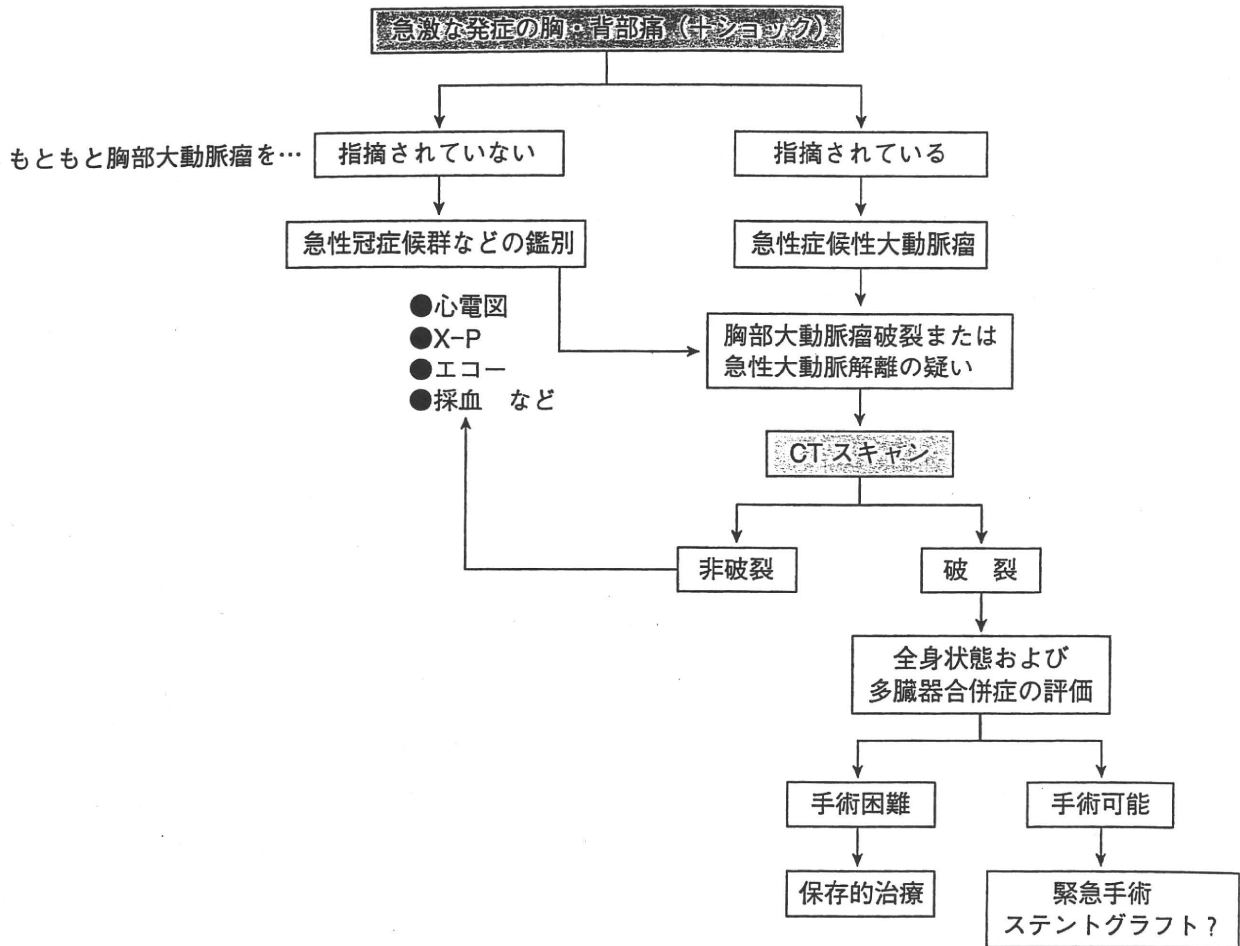 急激な発症の胸・背部痛（＋ショック）
もともと胸部大動脈瘤を…
指摘されていない
指摘されている
急性冠症候群などの鑑別
急性症候性大動脈瘤
●心電図
●X-P
●エコー
●採血　など
胸部大動脈瘤破裂または
急性大動脈解離の疑い
CTスキャン
非破裂
破　裂
全身状態および
多臓器合併症の評価
手術困難
手術可能
保存的治療
緊急手術
ステントグラフト？